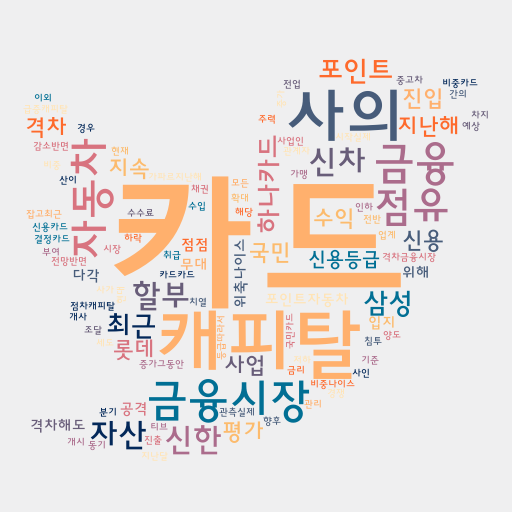 이외
전업
중고차
비중카드
간의
포인트
진입
격차
경우
주력
사의
지난해
차지
예상
감소반면
현재
지속
자동차
하나카드
사업인
신차
금융
가맹
산이
채권
모든
확대
카드
점유
인하
잡고최근
수수료
수입
해당
수익
전반
신용카드
결정카드
하락
점점
국민
업계
신용
부여
시장
취급
무대
위축나이스
신용등급
격차금융시장
전망반면
다각
카드카드
위해
점차캐피탈
할부
치열
포인트자동차
삼성
개사
조달
최근
캐피탈
국민카드
입지
침투
롯데
등급따라서
양도
증가그동안
사업
기준
금리
사인
비중나이스
분기
공격
금융시장
관측실제
관리
격차해도
자산
티브
신한
평가
향후
개시
동기
진출